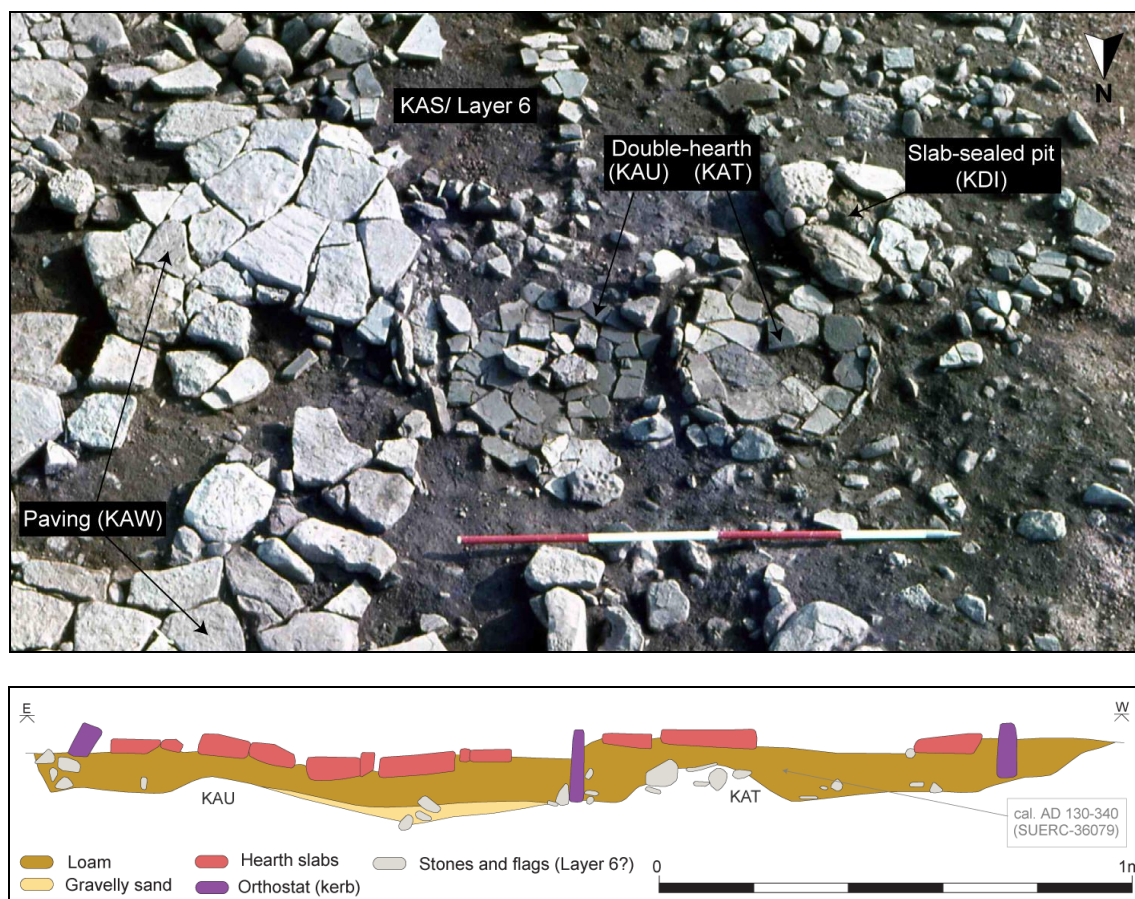 N
KAS/ Layer 6
Double-hearth
(KAU) (KAT)
Slab-sealed pit
(KDI)
Paving (KAW)
E
W
KAU
KAT
cal. AD 130-340
(SUERC-36079)
Loam
Hearth slabs
Stones and flags (Layer 6?)
Gravelly sand
Orthostat (kerb)
0
1m